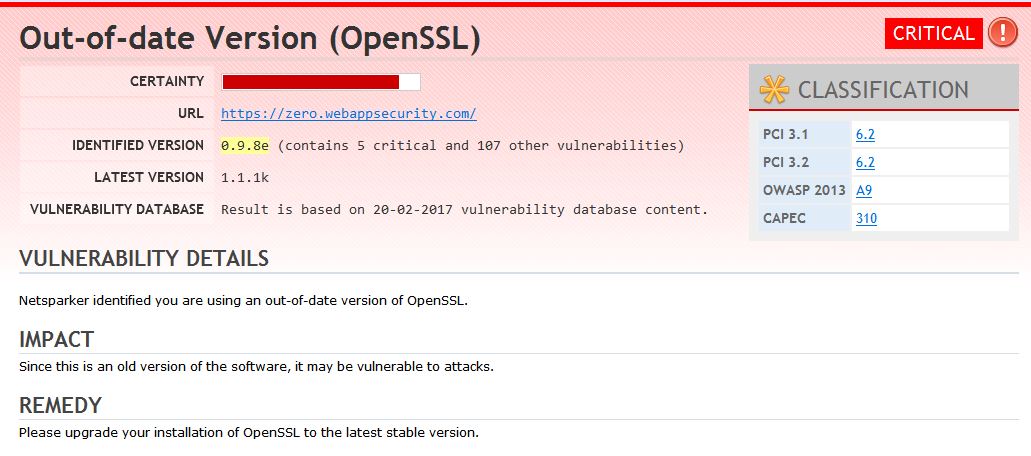 Out-of-date Version (OpenSSL)
CRITICAL !
CERTAINTY
URL https://zero.webappsecurity.com/
IDENTIFIED VERSION 0.9.8e (contains 5 critical and 107 other vulnerabilities)
LATEST VERSION 1.1.1k
VULNERABILITY DATABASE Result is based on 20-02-2017 vulnerability database content.
CLASSIFICATION
PCI 3.1 6.2
PCI 3.2 6.2
OWASP 2013 A9
CAPEC 310
VULNERABILITY DETAILS
Netsparker identified you are using an out-of-date version of OpenSSL.
IMPACT
Since this is an old version of the software, it may be vulnerable to attacks.
REMEDY
Please upgrade your installation of OpenSSL to the latest stable version.